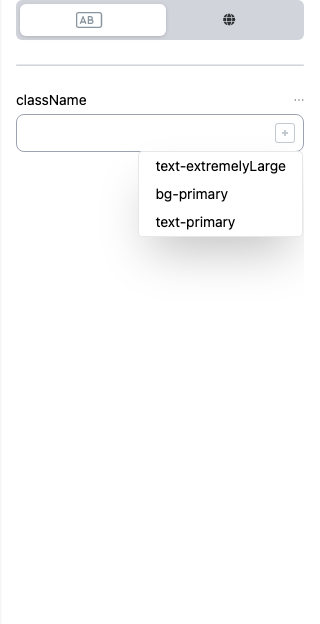 AB
className
...
text-extremelyLarge
bg-primary
text-primary